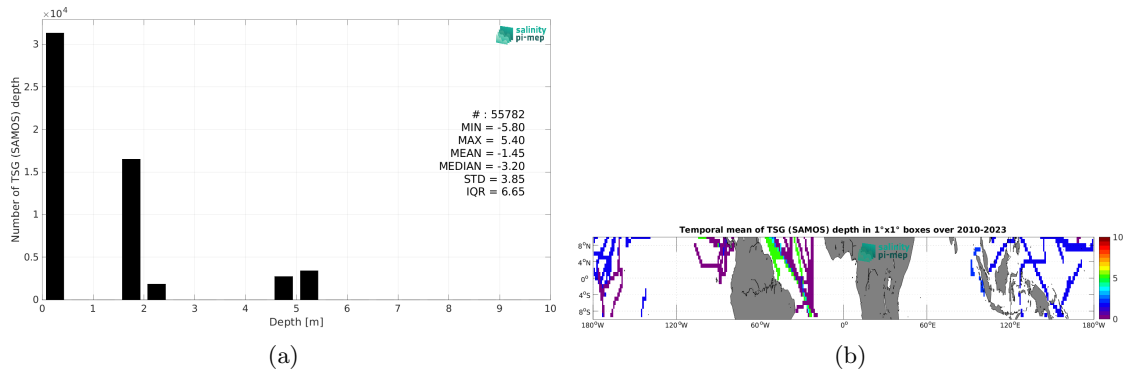 ×10⁴
3
2.5
2
1.5
1
0.5
0
Number of TSG (SAMOS) depth
salinity
pi-mep
# : 55782
MIN = -5.80
MAX = 5.40
MEAN = -1.45
MEDIAN = -3.20
STD = 3.85
IQR = 6.65
0 1 2 3 4 5 6 7 8 9 10
Depth [m]
(a)
Temporal mean of TSG (SAMOS) depth in 1°x1° boxes over 2010-2023
salinity
pi-mep
8°N
4°N
0°
4°S
8°S
180°W 120°W 60°W 0° 60°E 120°E 180°W
10
5
0
(b)